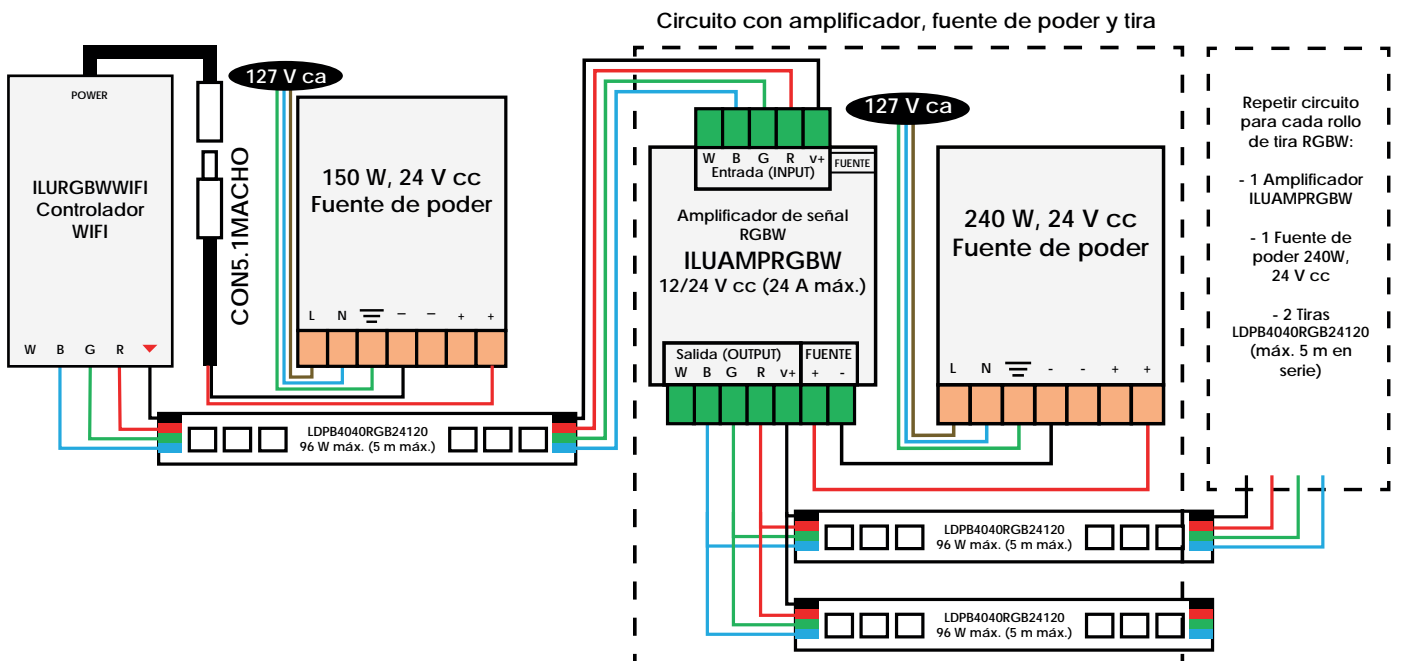 Circuito con amplificador, fuente de poder y tira
POWER
ILURGBWWIFI
Controlador
WIFI
W B G R
CON5.1MACHO
127 V ca
150 W, 24 V cc
Fuente de poder
L N − − + +
LDPB4040RGB24120
96 W máx. (5 m máx.)
W B G R V+
Entrada (INPUT)
FUENTE
Amplificador de señal
RGBW
ILUAMPRGBW
12/24 V cc (24 A máx.)
Salida (OUTPUT) FUENTE
W B G R V+ + -
127 V ca
240 W, 24 V cc
Fuente de poder
L N - - + +
LDPB4040RGB24120
96 W máx. (5 m máx.)
LDPB4040RGB24120
96 W máx. (5 m máx.)
Repetir circuito
para cada rollo
de tira RGBW:
- 1 Amplificador
ILUAMPRGBW
- 1 Fuente de
poder 240W,
24 V cc
- 2 Tiras
LDPB4040RGB24120
(máx. 5 m en
serie)